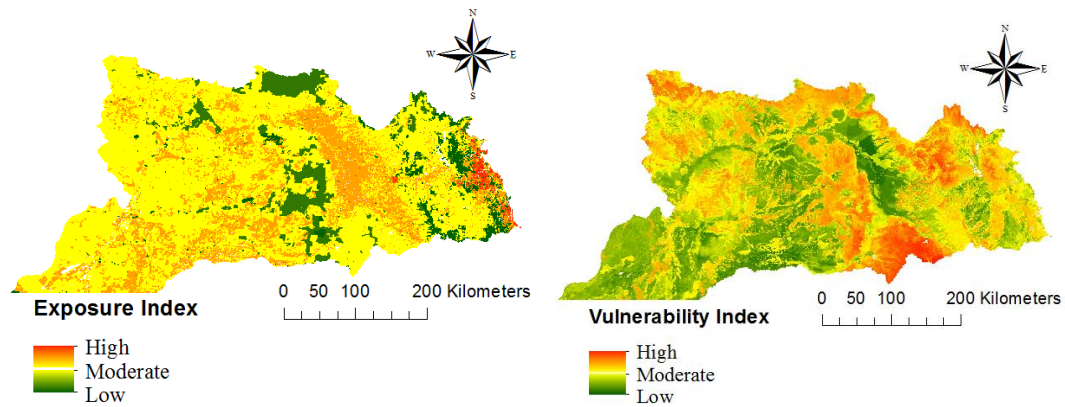 N
W E
S
0 50 100 200 Kilometers
Exposure Index
High
Moderate
Low
N
W E
S
0 50 100 200 Kilometers
Vulnerability Index
High
Moderate
Low